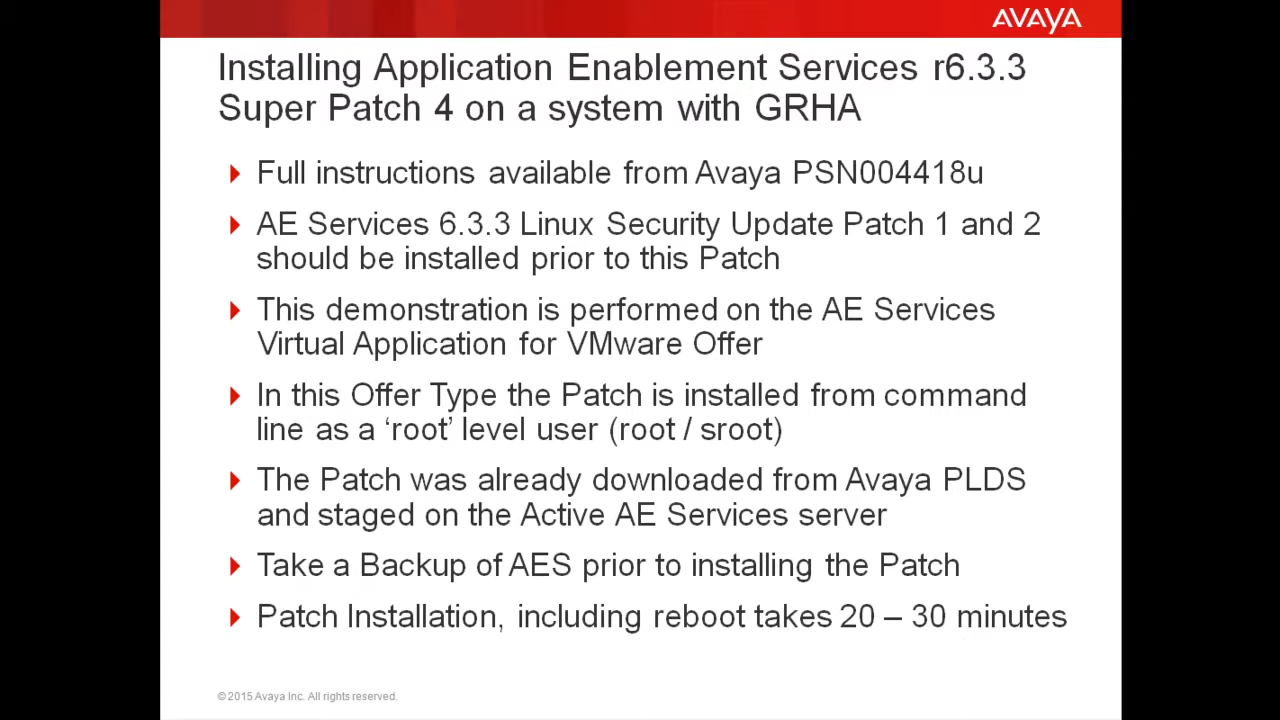 AVAYA
Installing Application Enablement Services r6.3.3
Super Patch 4 on a system with GRHA
Full instructions available from Avaya PSN004418u
AE Services 6.3.3 Linux Security Update Patch 1 and 2
should be installed prior to this Patch
This demonstration is performed on the AE Services
Virtual Application for VMware Offer
In this Offer Type the Patch is installed from command
line as a ‘root’ level user (root / sroot)
The Patch was already downloaded from Avaya PLDS
and staged on the Active AE Services server
Take a Backup of AES prior to installing the Patch
Patch Installation, including reboot takes 20 – 30 minutes
© 2015 Avaya Inc. All rights reserved.